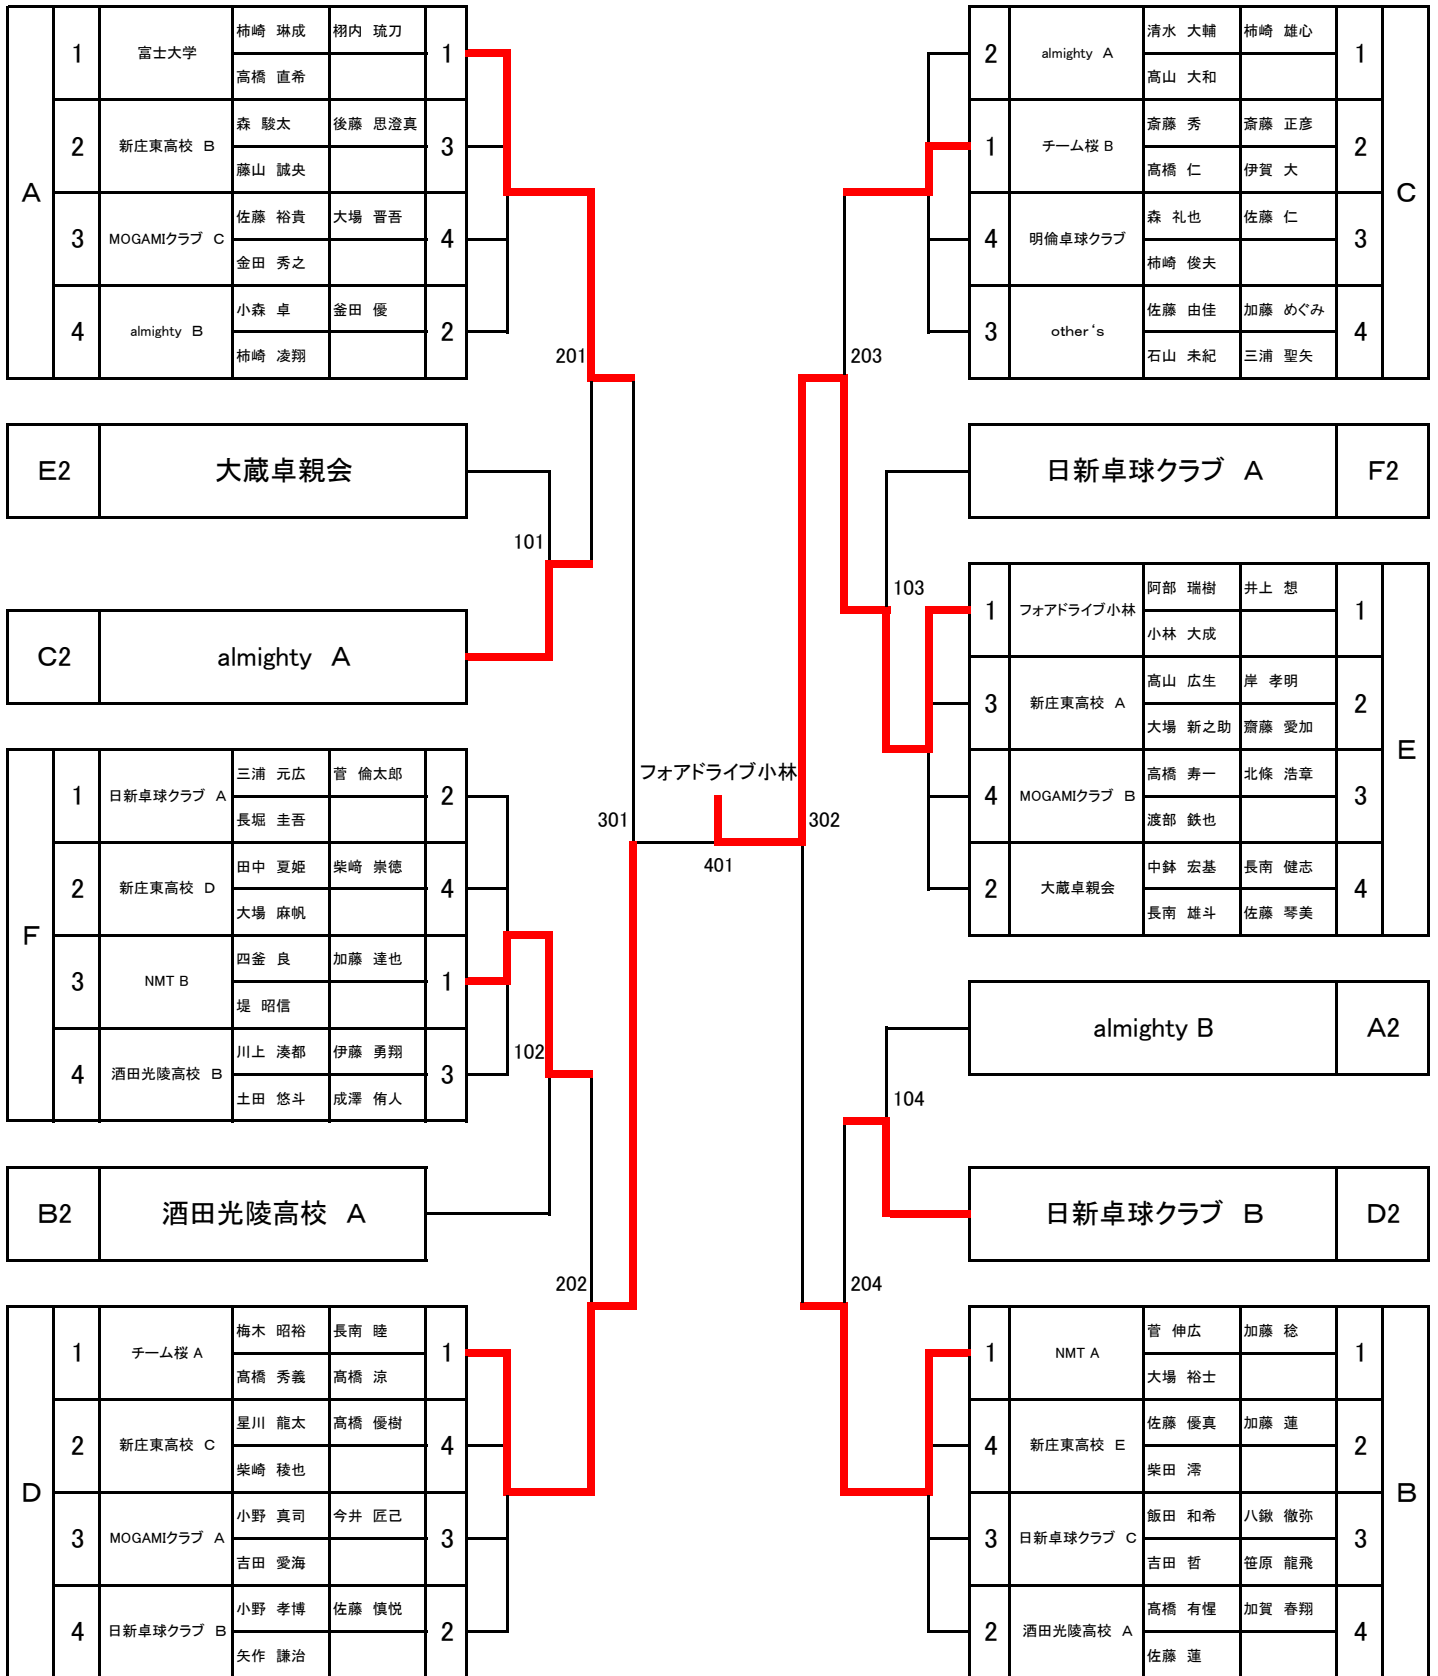 A
1 富士大学 柿崎 琳成 栩内 琉刀 1
高橋 直希
2 新庄東高校 B 森 駿太 後藤 思澄真 3
藤山 誠央
3 MOGAMIクラブ C 佐藤 裕貴 大場 晋吾 4
金田 秀之
4 almighty B 小森 卓 釜田 優 2
柿崎 凌翔
E2 大蔵卓親会
C2 almighty A
F
1 日新卓球クラブ A 三浦 元広 菅 倫太郎 2
長堀 圭吾
2 新庄東高校 D 田中 夏姫 柴﨑 崇徳 4
大場 麻帆
3 NMT B 四釜 良 加藤 達也 1
堤 昭信
4 酒田光陵高校 B 川上 湊都 伊藤 勇翔 3
土田 悠斗 成澤 侑人
B2 酒田光陵高校 A
D
1 チーム桜 A 梅木 昭裕 長南 睦 1
髙橋 秀義 髙橋 涼
2 新庄東高校 C 星川 龍太 髙橋 優樹 4
柴崎 稜也
3 MOGAMIクラブ A 小野 真司 今井 匠己 3
吉田 愛海
4 日新卓球クラブ B 小野 孝博 佐藤 慎悦 2
矢作 謙治
201
101
102
202
301
フォアドライブ小林
401
302
203
103
104
204
C
2 almighty A 清水 大輔 柿崎 雄心 1
髙山 大和
1 チーム桜 B 斎藤 秀 斎藤 正彦 2
髙橋 仁 伊賀 大
4 明倫卓球クラブ 森 礼也 佐藤 仁 3
柿崎 俊夫
3 other‘s 佐藤 由佳 加藤 めぐみ 4
石山 未紀 三浦 聖矢
日新卓球クラブ A F2
E
1 フォアドライブ小林 阿部 瑞樹 井上 想 1
小林 大成
3 新庄東高校 A 髙山 広生 岸 孝明 2
大場 新之助 齋藤 愛加
4 MOGAMIクラブ B 高橋 寿一 北條 浩章 3
渡部 鉄也
2 大蔵卓親会 中鉢 宏基 長南 健志 4
長南 雄斗 佐藤 琴美
almighty B A2
日新卓球クラブ B D2
B
1 NMT A 菅 伸広 加藤 稔 1
大場 裕士
4 新庄東高校 E 佐藤 優真 加藤 蓮 2
柴田 澪
3 日新卓球クラブ C 飯田 和希 八鍬 徹弥 3
吉田 哲 笹原 龍飛
2 酒田光陵高校 A 髙橋 有惺 加賀 春翔 4
佐藤 蓮